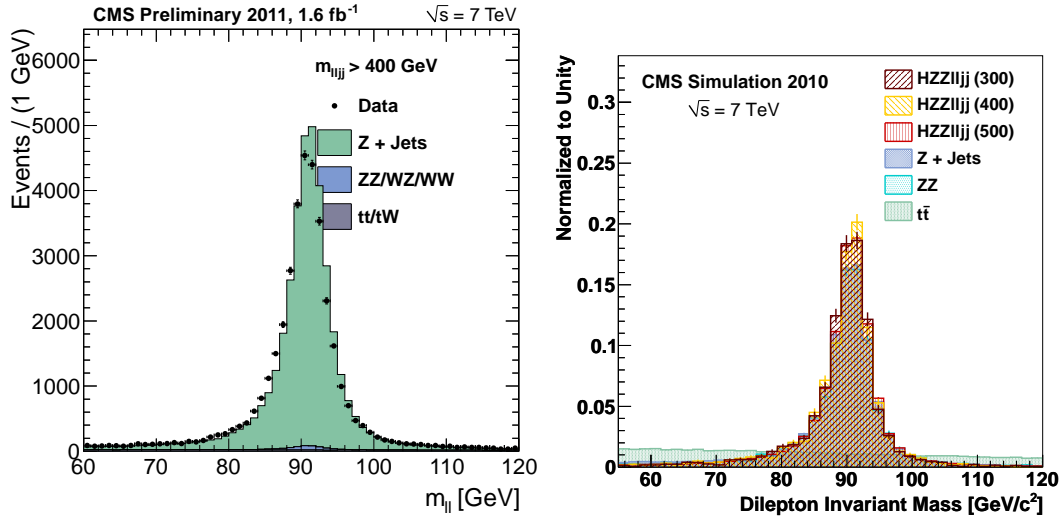 CMS Preliminary 2011, 1.6 fb⁻¹ √s = 7 TeV
Events / (1 GeV)
6000
5000
4000
3000
2000
1000
0
m_lljj > 400 GeV
Data
Z + Jets
ZZ/WZ/WW
tt/tW
60 70 80 90 100 110 120
m_ll [GeV]
CMS Simulation 2010
√s = 7 TeV
Normalized to Unity
0.3
0.25
0.2
0.15
0.1
0.05
0
HZZlljj (300)
HZZlljj (400)
HZZlljj (500)
Z + Jets
ZZ
tt̄
60 70 80 90 100 110 120
Dilepton Invariant Mass [GeV/c²]